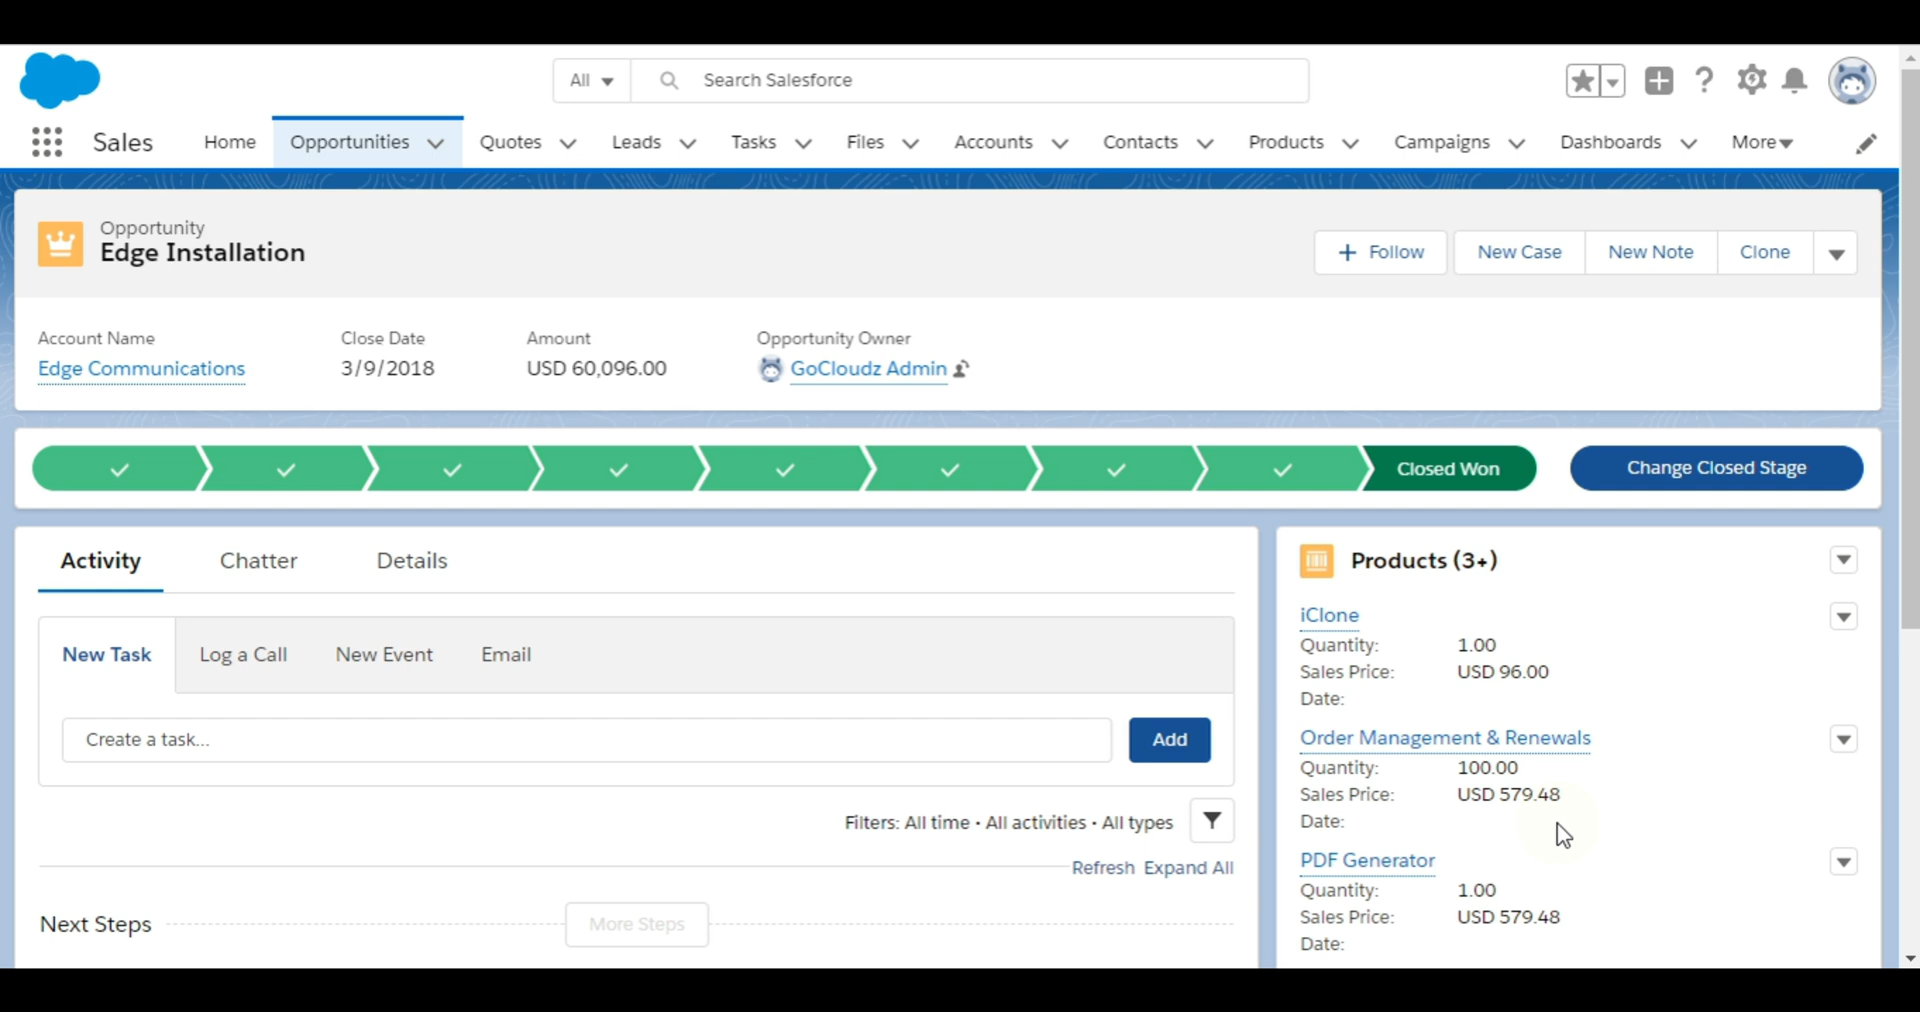 All
Search Salesforce
Sales Home Opportunities Quotes Leads Tasks Files Accounts Contacts Products Campaigns Dashboards More
Opportunity
Edge Installation
+ Follow New Case New Note Clone
Account Name Close Date Amount Opportunity Owner
Edge Communications 3/9/2018 USD 60,096.00 GoCloudz Admin
Closed Won Change Closed Stage
Activity Chatter Details
New Task Log a Call New Event Email
Create a task... Add
Filters: All time • All activities • All types
Refresh Expand All
Next Steps More Steps
Products (3+)
iClone
Quantity: 1.00
Sales Price: USD 96.00
Date:
Order Management & Renewals
Quantity: 100.00
Sales Price: USD 579.48
Date:
PDF Generator
Quantity: 1.00
Sales Price: USD 579.48
Date: